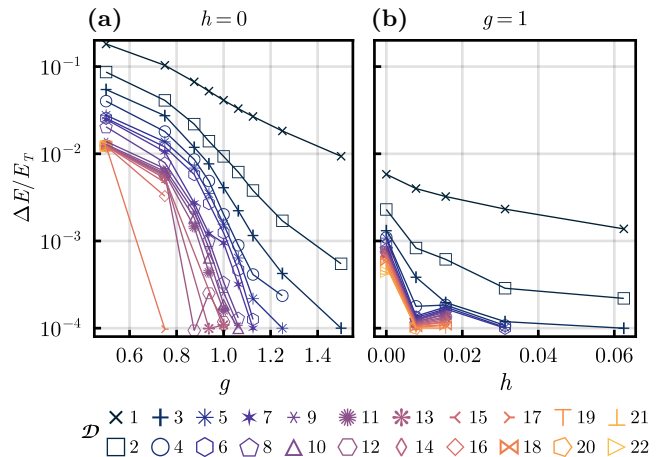 (a) h = 0
(b) g = 1
ΔE/E_T
10^{-1}
10^{-2}
10^{-3}
10^{-4}
0.6 0.8 1.0 1.2 1.4
0.00 0.02 0.04 0.06
g
h
𝒟
1 3 5 7 9 11 13 15 17 19 21
2 4 6 8 10 12 14 16 18 20 22